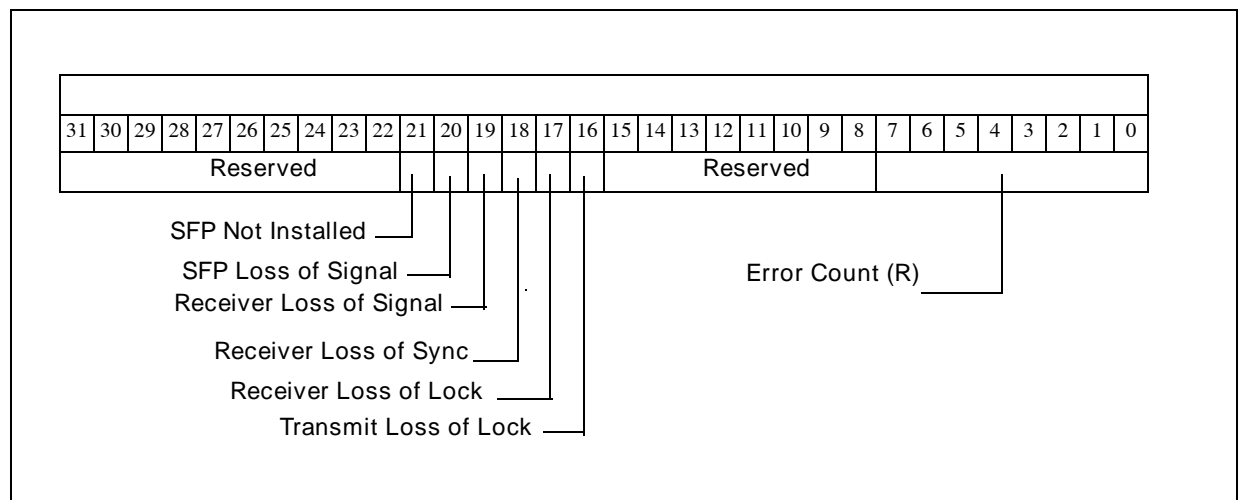 31 30 29 28 27 26 25 24 23 22 21 20 19 18 17 16 15 14 13 12 11 10 9 8 7 6 5 4 3 2 1 0
Reserved Reserved
SFP Not Installed
SFP Loss of Signal
Error Count (R)
Receiver Loss of Signal
Receiver Loss of Sync
Receiver Loss of Lock
Transmit Loss of Lock